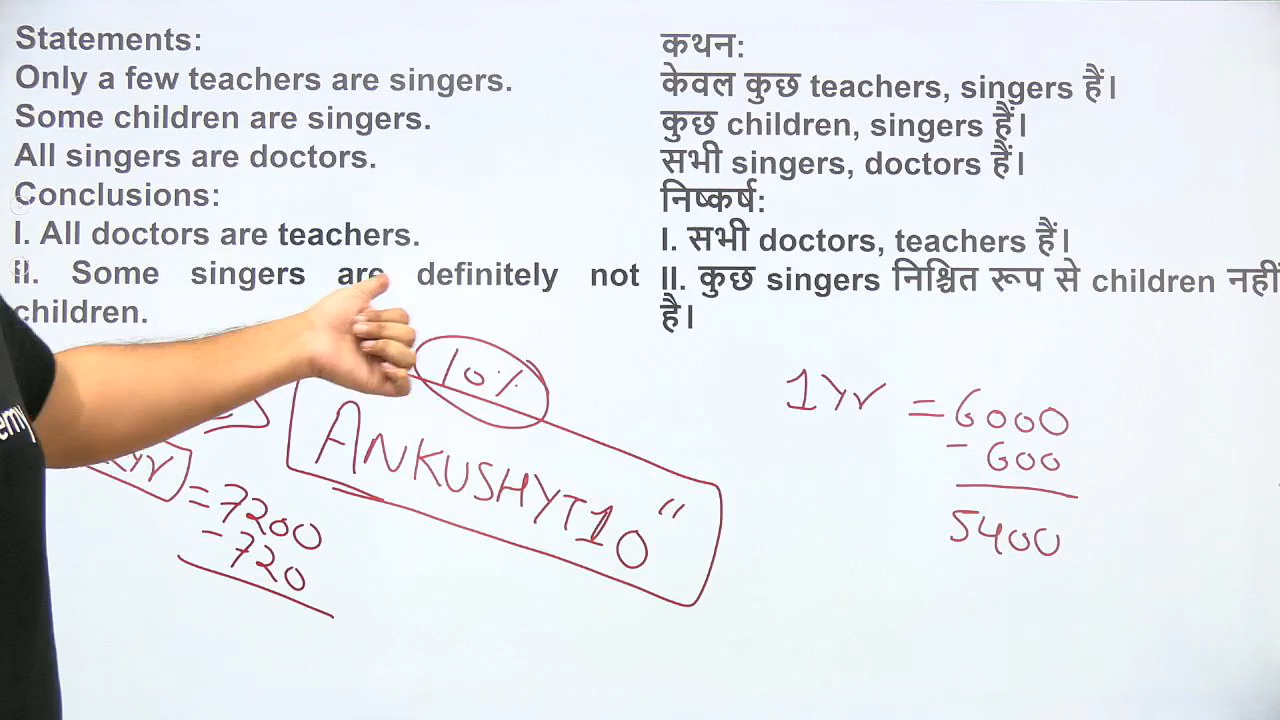 Statements:
Only a few teachers are singers.
Some children are singers.
All singers are doctors.
Conclusions:
I. All doctors are teachers.
II. Some singers are definitely not
children.
कथन:
केवल कुछ teachers, singers हैं।
कुछ children, singers हैं।
सभी singers, doctors हैं।
निष्कर्ष:
I. सभी doctors, teachers हैं।
II. कुछ singers निश्चित रूप से children नहीं
है।
10%
ANKUSHYT10"
= 7200
- 720
1 yr = 6000
- 600
5400